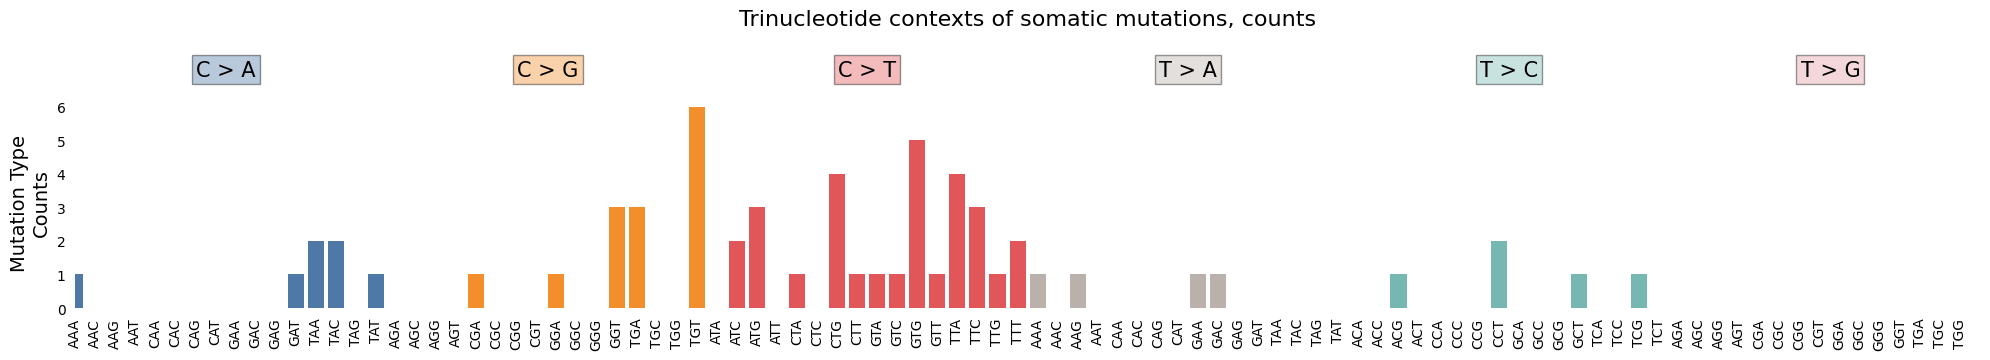 Trinucleotide contexts of somatic mutations, counts
C > A
C > G
C > T
T > A
T > C
T > G
Mutation Type
Counts
6
5
4
3
2
1
0
AAA
AAC
AAG
AAT
CAA
CAC
CAG
CAT
GAA
GAC
GAG
GAT
TAA
TAC
TAG
TAT
AGA
AGC
AGG
AGT
CGA
CGC
CGG
CGT
GGA
GGC
GGG
GGT
TGA
TGC
TGG
TGT
ATA
ATC
ATG
ATT
CTA
CTC
CTG
CTT
GTA
GTC
GTG
GTT
TTA
TTC
TTG
TTT
AAA
AAC
AAG
AAT
CAA
CAC
CAG
CAT
GAA
GAC
GAG
GAT
TAA
TAC
TAG
TAT
ACA
ACC
ACG
ACT
CCA
CCC
CCG
CCT
GCA
GCC
GCG
GCT
TCA
TCC
TCG
TCT
AGA
AGC
AGG
AGT
CGA
CGC
CGG
CGT
GGA
GGC
GGG
GGT
TGA
TGC
TGG